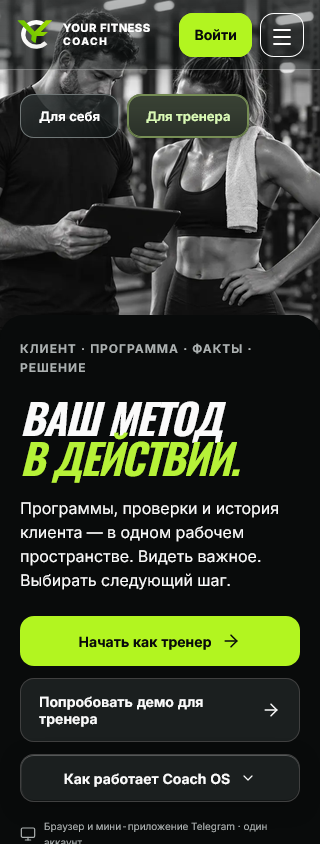 YOUR FITNESS
COACH
Войти
Для себя
Для тренера
КЛИЕНТ · ПРОГРАММА · ФАКТЫ ·
РЕШЕНИЕ
ВАШ МЕТОД
В ДЕЙСТВИИ.
Программы, проверки и история
клиента — в одном рабочем
пространстве. Видеть важное.
Выбирать следующий шаг.
Начать как тренер
Попробовать демо для
тренера
Как работает Coach OS
Браузер и мини-приложение Telegram · один
аккаунт